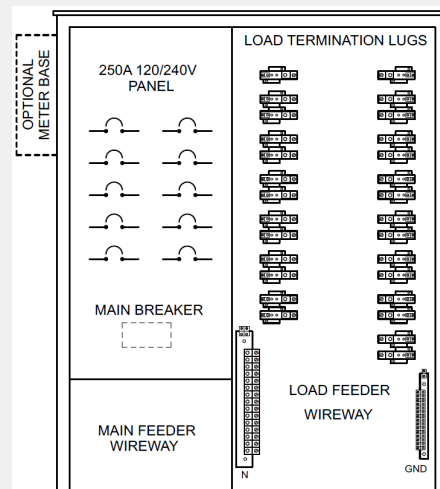 OPTIONAL
METER BASE
250A 120/240V
PANEL
MAIN BREAKER
MAIN FEEDER
WIREWAY
LOAD TERMINATION LUGS
LOAD FEEDER
WIREWAY
N
GND